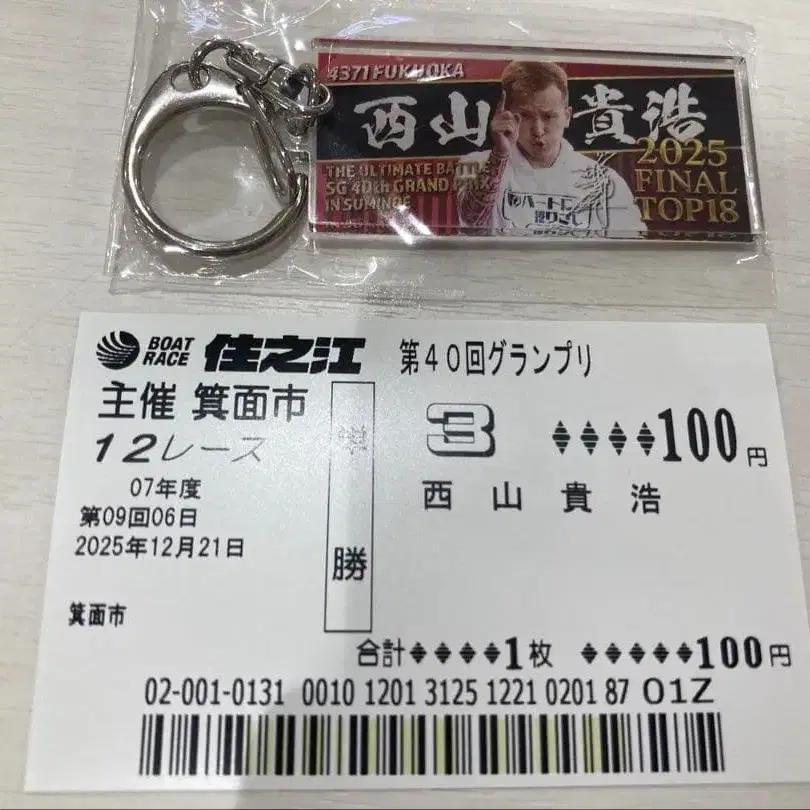 4371 FUKUOKA
西山貴浩
THE ULTIMATE BATTLE
SG 40th GRAND PRIX
IN SUMINOE
2025
FINAL
TOP18
BOAT RACE 住之江 第40回グランプリ
主催 箕面市
12レース
07年度
第09回06日
2025年12月21日
箕面市
単勝
3 100円
西山貴浩
合計 1枚 100円
02-001-0131 0010 1201 3125 1221 0201 87 01Z